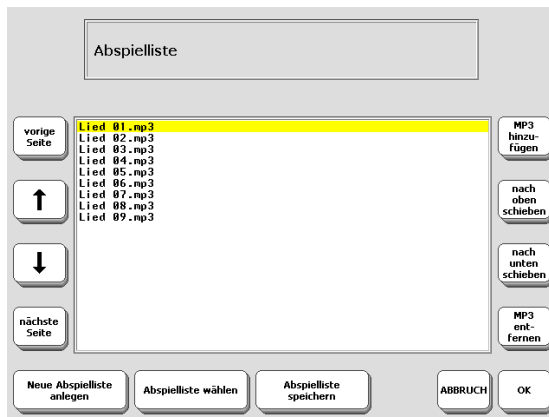 Abspielliste
vorige
Seite
Lied 01.mp3
Lied 02.mp3
Lied 03.mp3
Lied 04.mp3
Lied 05.mp3
Lied 06.mp3
Lied 07.mp3
Lied 08.mp3
Lied 09.mp3
MP3
hinzu-
fügen
nach
oben
schieben
nach
unten
schieben
nächste
Seite
MP3
ent-
fernen
Neue Abspielliste
anlegen
Abspielliste wählen
Abspielliste
speichern
ABBRUCH
OK